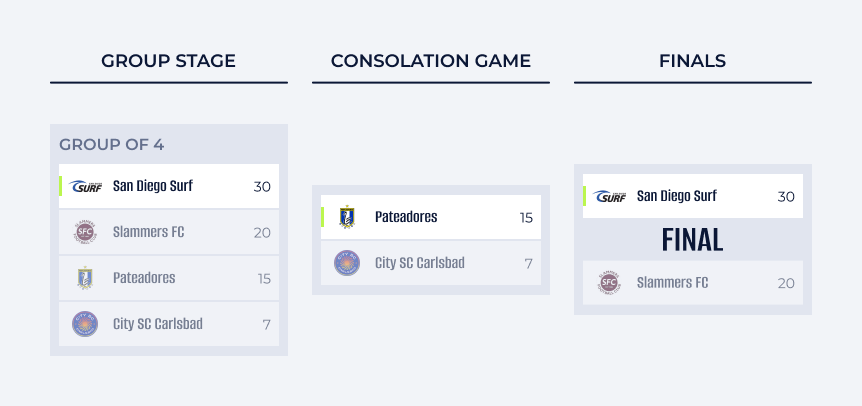 GROUP STAGE
CONSOLATION GAME
FINALS
GROUP OF 4
SURF San Diego Surf 30
SFC Slammers FC 20
Pateadores 15
City SC Carlsbad 7
Pateadores 15
City SC Carlsbad 7
SURF San Diego Surf 30
FINAL
SFC Slammers FC 20